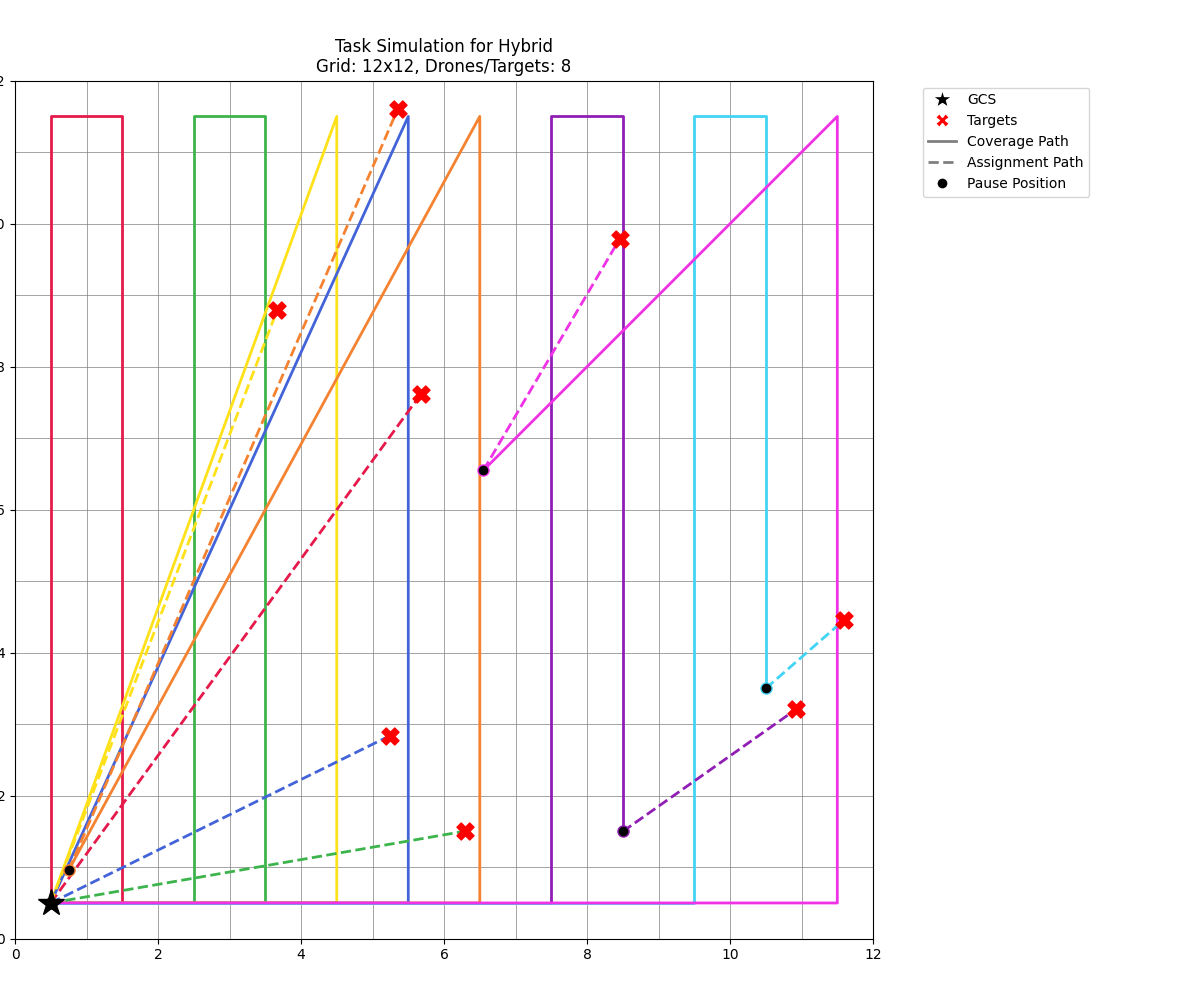 Task Simulation for Hybrid
Grid: 12x12, Drones/Targets: 8
GCS
Targets
Coverage Path
Assignment Path
Pause Position
2
0
8
6
4
2
0
0 2 4 6 8 10 12